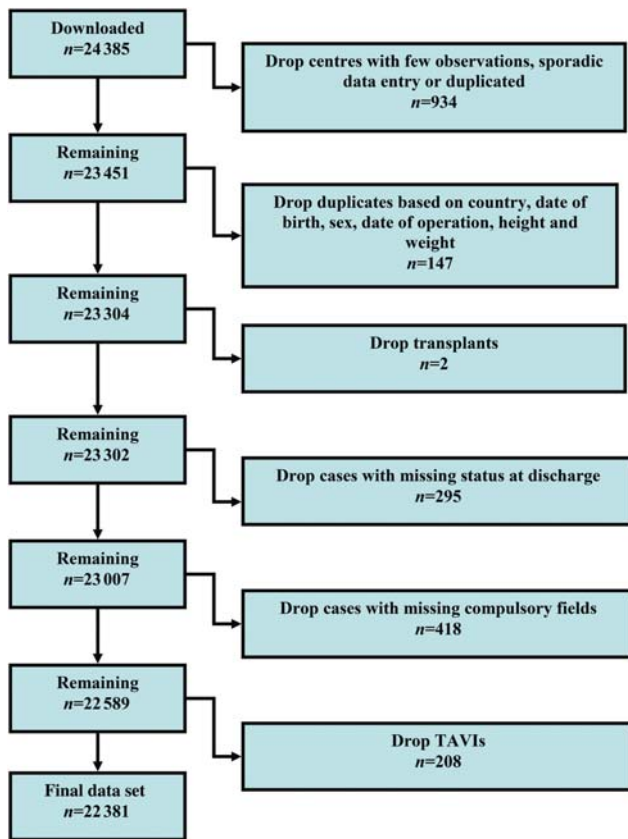 Downloaded
n=24 385
Drop centres with few observations, sporadic
data entry or duplicated
n=934
Remaining
n=23 451
Drop duplicates based on country, date of
birth, sex, date of operation, height and
weight
n=147
Remaining
n=23 304
Drop transplants
n=2
Remaining
n=23 302
Drop cases with missing status at discharge
n=295
Remaining
n=23 007
Drop cases with missing compulsory fields
n=418
Remaining
n=22 589
Drop TAVIs
n=208
Final data set
n=22 381